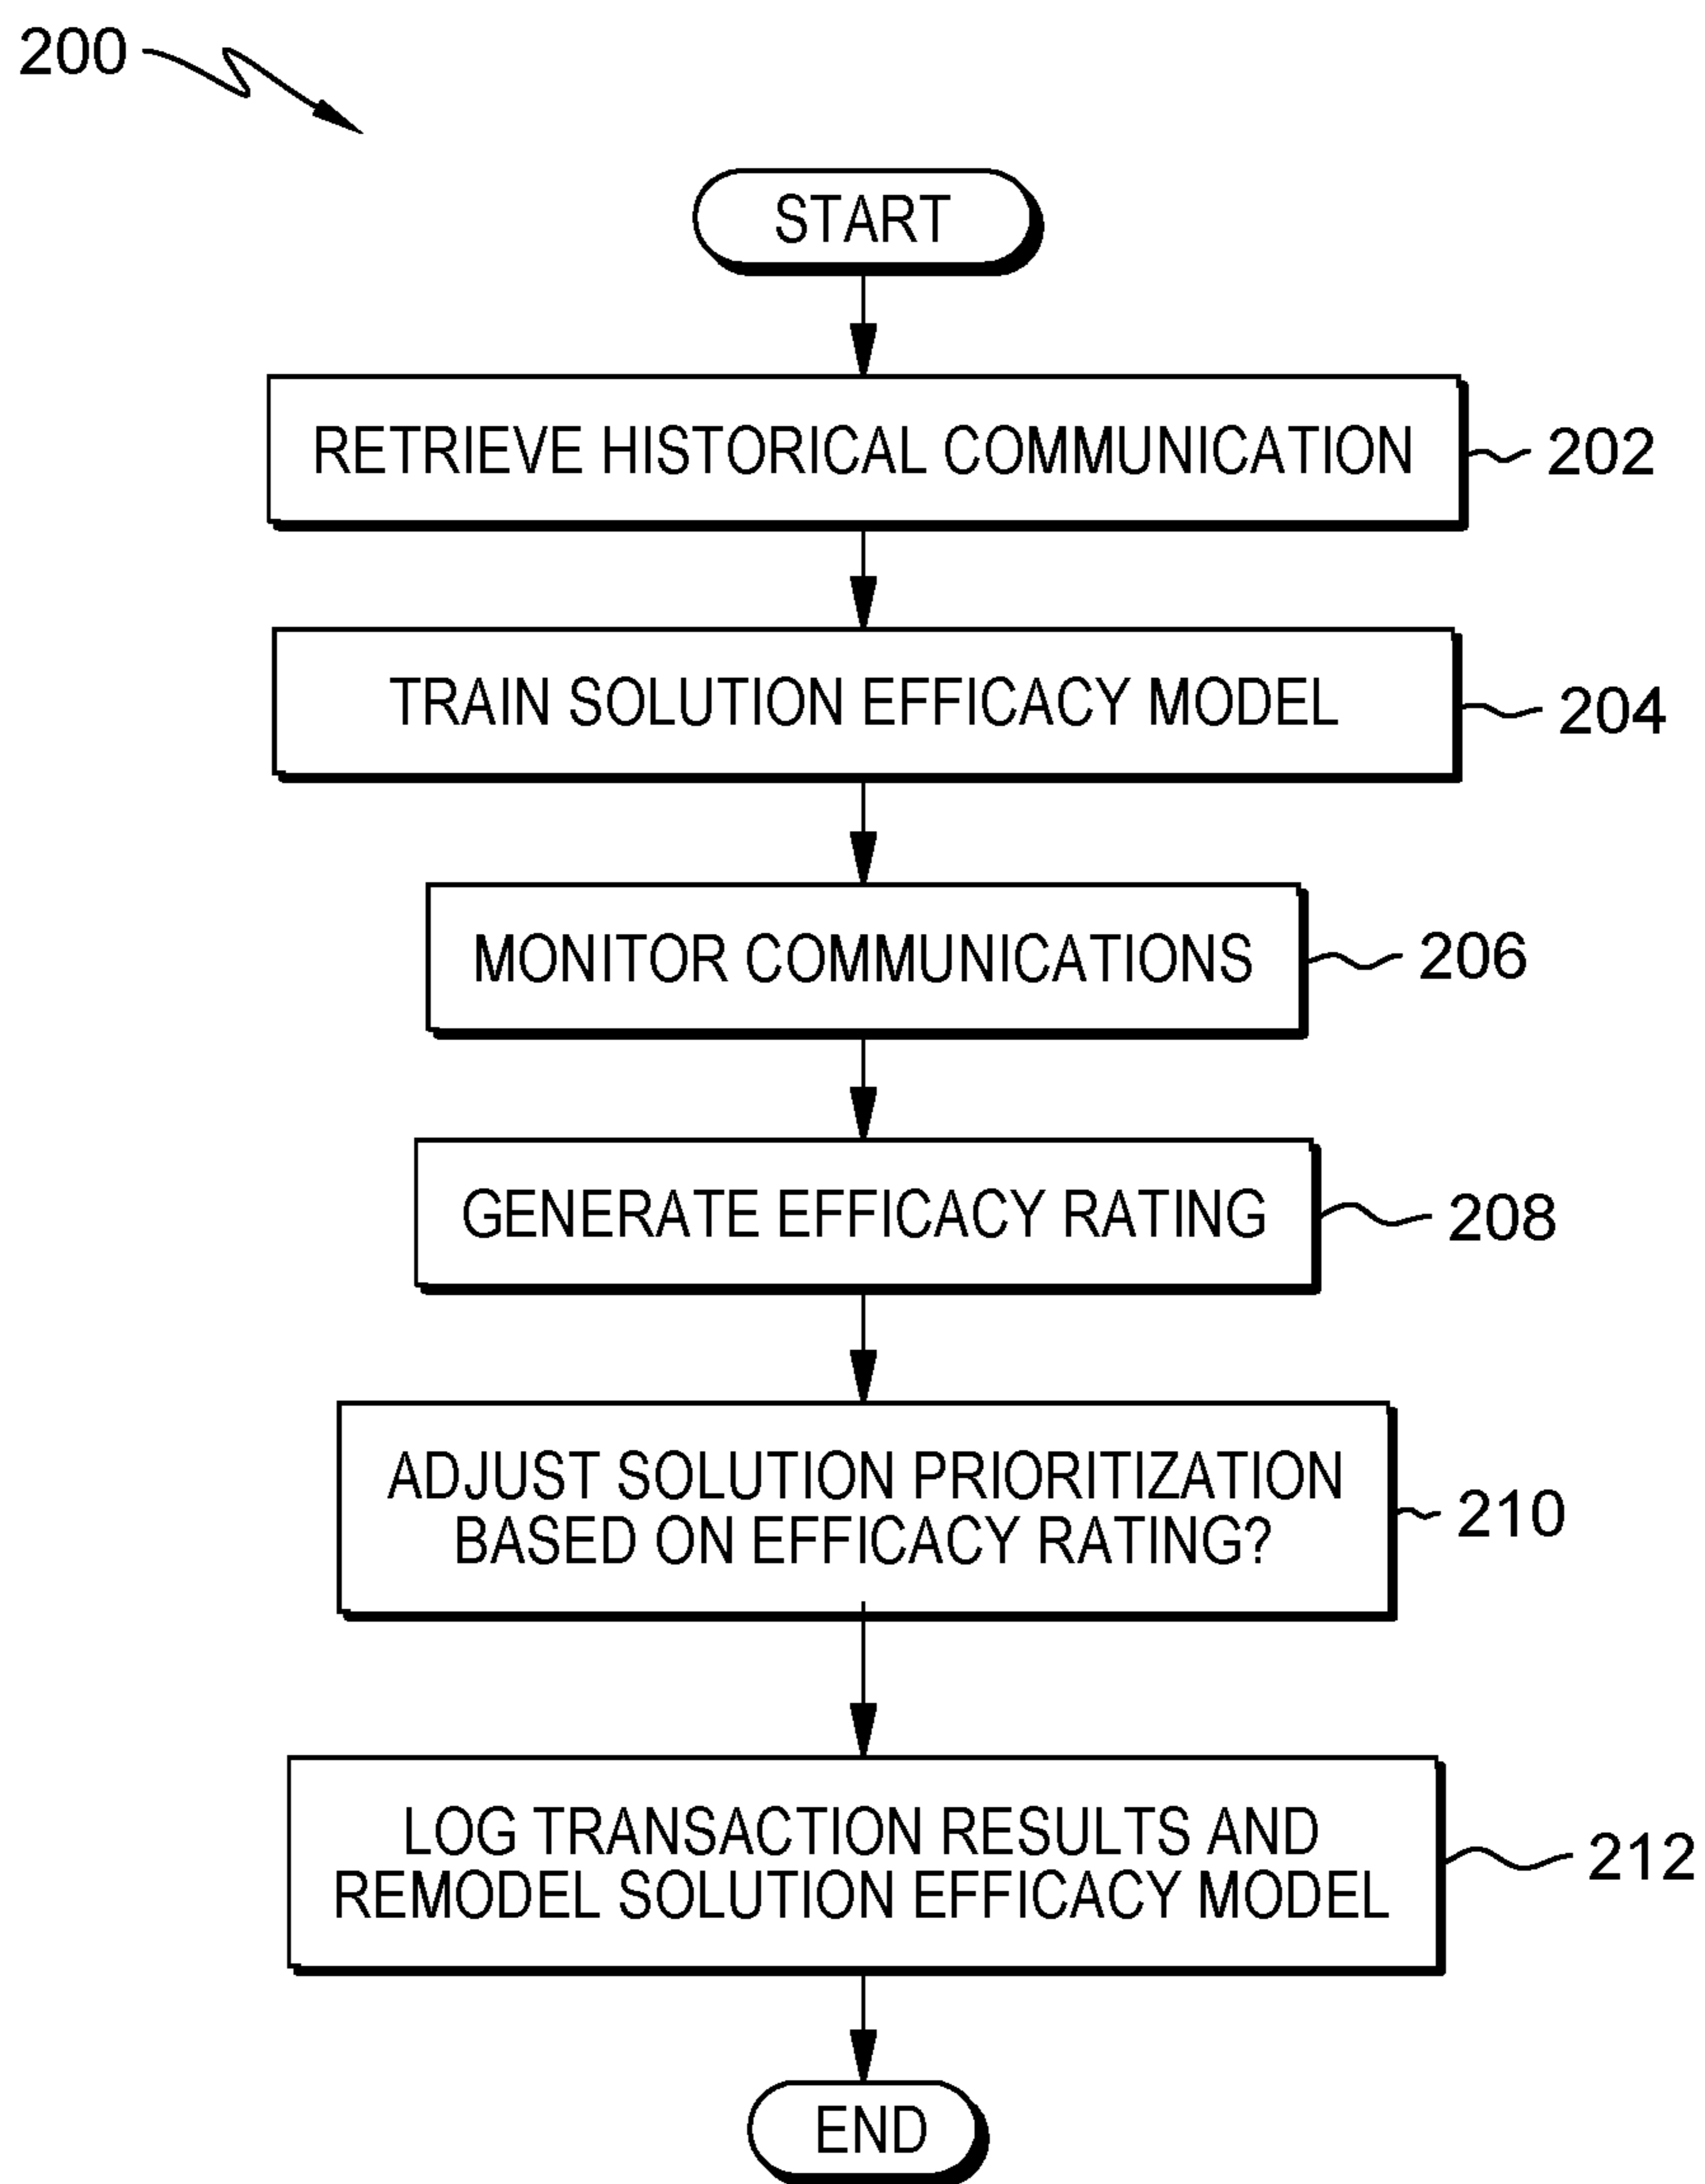 200
START
RETRIEVE HISTORICAL COMMUNICATION
202
TRAIN SOLUTION EFFICACY MODEL
204
MONITOR COMMUNICATIONS
206
GENERATE EFFICACY RATING
208
ADJUST SOLUTION PRIORITIZATION
BASED ON EFFICACY RATING?
210
LOG TRANSACTION RESULTS AND
REMODEL SOLUTION EFFICACY MODEL
212
END